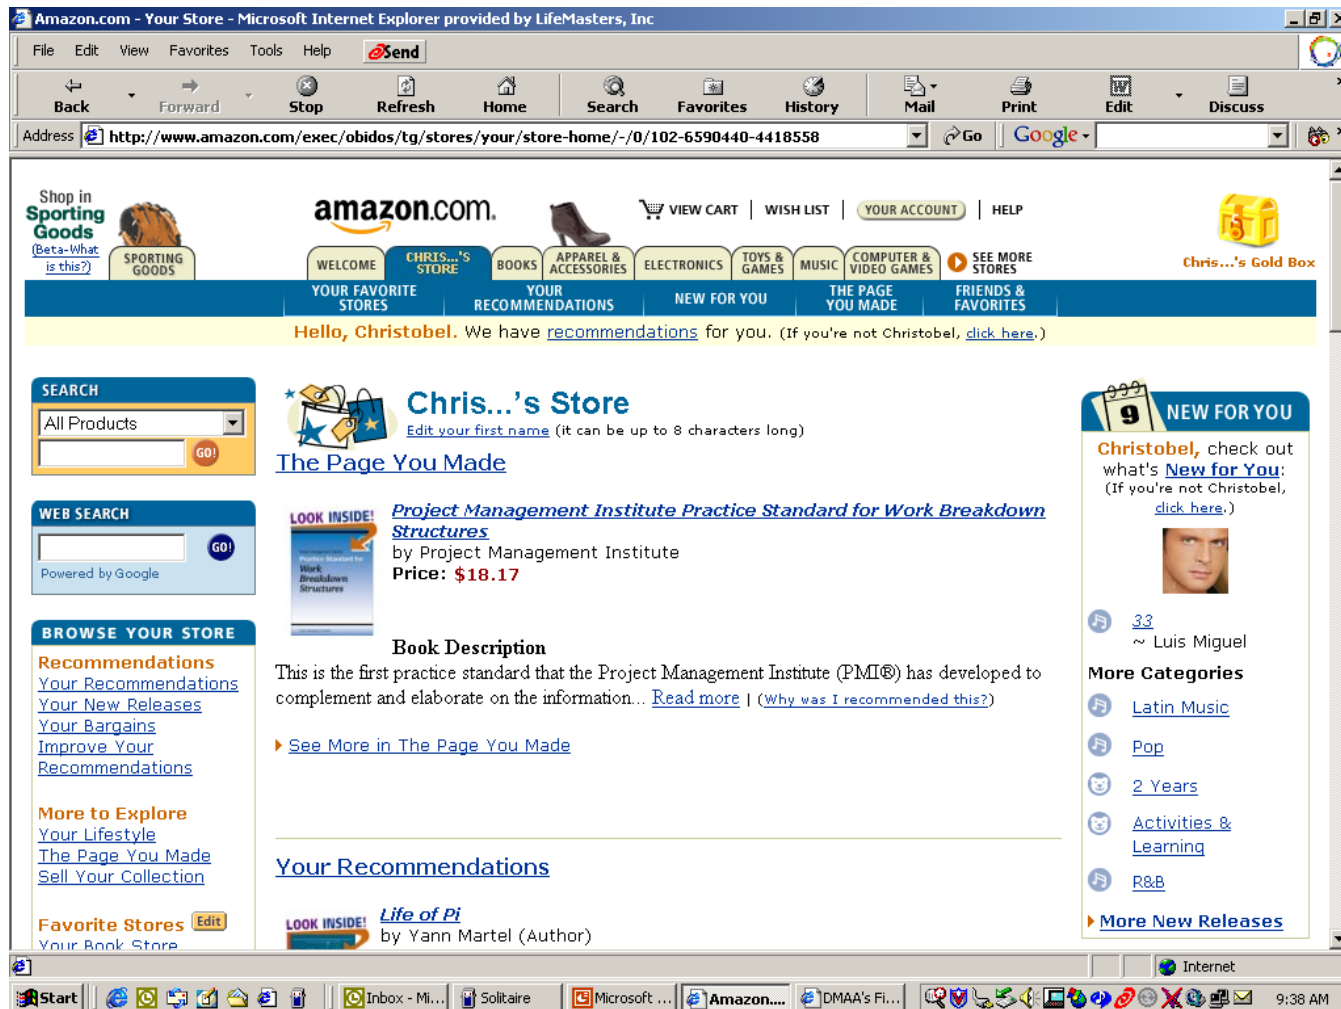 Amazon.com - Your Store - Microsoft Internet Explorer provided by LifeMasters, Inc
File Edit View Favorites Tools Help eSend
Back Forward Stop Refresh Home Search Favorites History Mail Print Edit Discuss
Address http://www.amazon.com/exec/obidos/tg/stores/your/store-home/-/0/102-6590440-4418558 Go Google
Shop in
Sporting
Goods
(Beta-What
is this?)
SPORTING
GOODS
amazon.com.
VIEW CART | WISH LIST | YOUR ACCOUNT | HELP
WELCOME
CHRIS...'S
STORE
BOOKS
APPAREL &
ACCESSORIES
ELECTRONICS
TOYS &
GAMES
MUSIC
COMPUTER &
VIDEO GAMES
SEE MORE
STORES
Chris...'s Gold Box
YOUR FAVORITE
STORES
YOUR
RECOMMENDATIONS
NEW FOR YOU
THE PAGE
YOU MADE
FRIENDS &
FAVORITES
Hello, Christobel. We have recommendations for you. (If you're not Christobel, click here.)
SEARCH
All Products
GO!
WEB SEARCH
GO!
Powered by Google
BROWSE YOUR STORE
Recommendations
Your Recommendations
Your New Releases
Your Bargains
Improve Your
Recommendations
More to Explore
Your Lifestyle
The Page You Made
Sell Your Collection
Favorite Stores Edit
Your Book Store
Chris...'s Store
Edit your first name (it can be up to 8 characters long)
The Page You Made
LOOK INSIDE!
Practice Standard for
Work
Breakdown
Structures
Project Management Institute Practice Standard for Work Breakdown
Structures
by Project Management Institute
Price: $18.17
Book Description
This is the first practice standard that the Project Management Institute (PMI®) has developed to
complement and elaborate on the information... Read more | (Why was I recommended this?)
See More in The Page You Made
Your Recommendations
LOOK INSIDE!
Life of Pi
by Yann Martel (Author)
9
NEW FOR YOU
Christobel, check out
what's New for You:
(If you're not Christobel,
click here.)
33
~ Luis Miguel
More Categories
Latin Music
Pop
2 Years
Activities &
Learning
R&B
More New Releases
Internet
Start Inbox - Mi... Solitaire Microsoft ... Amazon.... DMAA's Fi... 9:38 AM